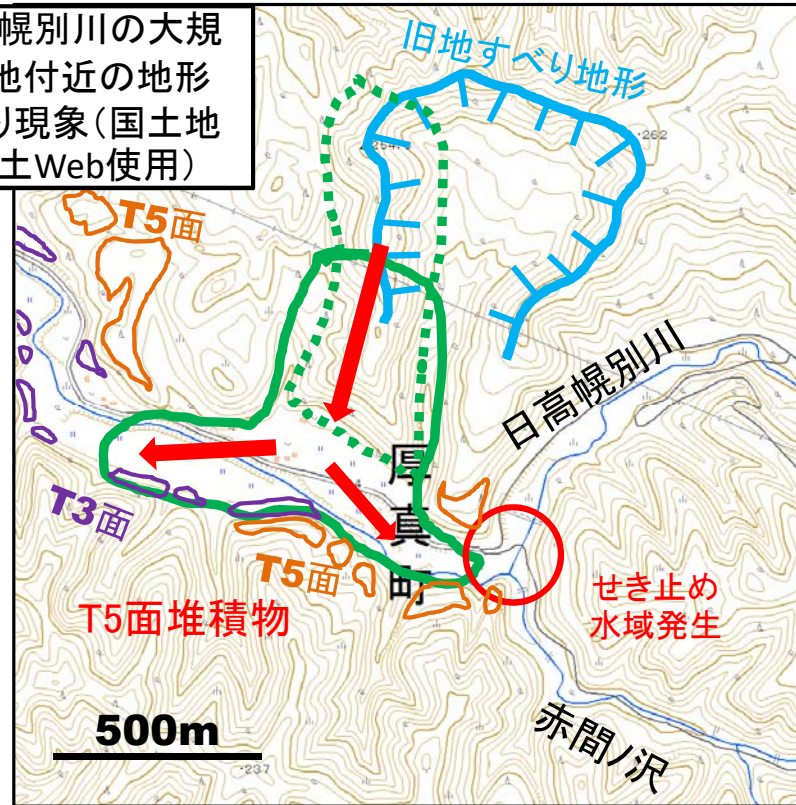 幌別川の大規
地付近の地形
り現象(国土地
土Web使用)
旧地すべり地形
・262
254
T5面
日高幌別川
厚真町
T3面
T5面
せき止め
水域発生
T5面堆積物
500m
赤間ノ沢
・237